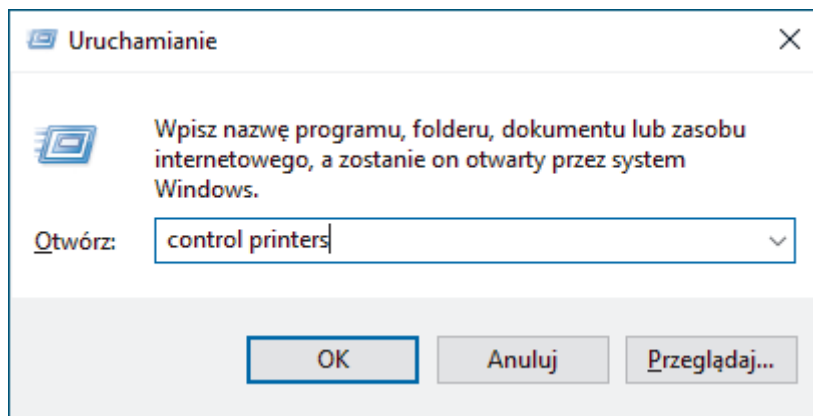 Uruchamianie
Wpisz nazwę programu, folderu, dokumentu lub zasobu
internetowego, a zostanie on otwarty przez system
Windows.
Otwórz: control printers
OK Anuluj Przeglądaj...